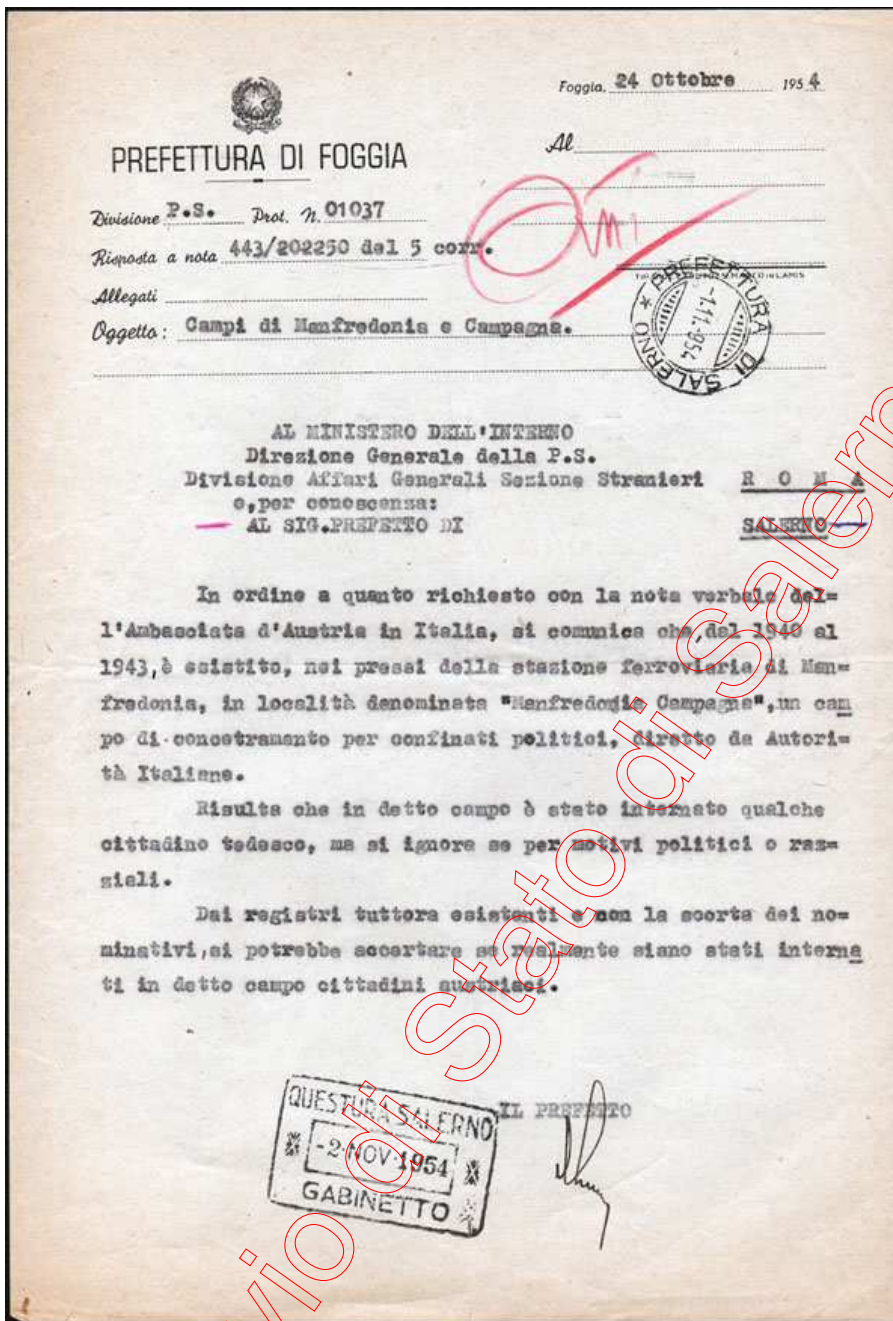 Foggia, 24 Ottobre 1954
PREFETTURA DI FOGGIA
Al
Divisione P.S. Prot. N. 01037
Risposta a nota 443/202250 del 5 corr.
Allegati
Oggetto: Campi di Manfredonia e Campagna.
PREFETTURA DI SALERNO
-1.11.954
AL MINISTERO DELL'INTERNO
Direzione Generale della P.S.
Divisione Affari Generali Sezione Stranieri R O M A
e,per conoscenza:
AL SIG.PREFETTO DI SALERNO
In ordine a quanto richiesto con la nota verbale del=
l'Ambasciata d'Austria in Italia, si comunica che,dal 1940 al
1943,è esistito, nei pressi della stazione ferroviaria di Man=
fredonia, in località denominata "Manfredonia Campagna",un cam
po di concetramento per confinati politici, diretto da Autori=
tà Italiane.
Risulta che in detto campo è stato internato qualche
cittadino tedesco, ma si ignora se per motivi politici o raz=
ziali.
Dai registri tuttora esistenti e con la scorta dei no=
minativi,si potrebbe accertare se realmente siano stati interna
ti in detto campo cittadini austriaci.
IL PREFETTO
QUESTURA SALERNO
-2·NOV·1954
GABINETTO
vio di Stato di Salern